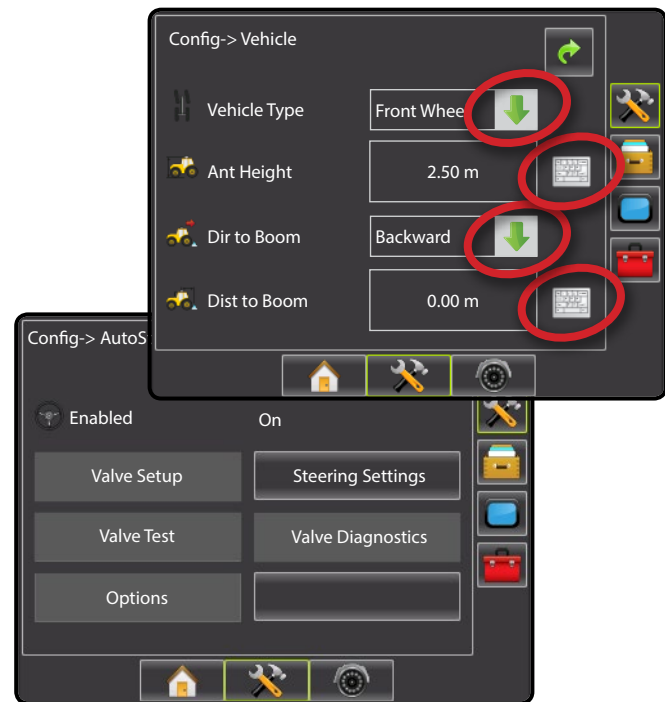 Config-> Vehicle
Vehicle Type
Front Whee
Ant Height
2.50 m
Dir to Boom
Backward
Dist to Boom
0.00 m
Config-> AutoS
Enabled
On
Valve Setup
Steering Settings
Valve Test
Valve Diagnostics
Options